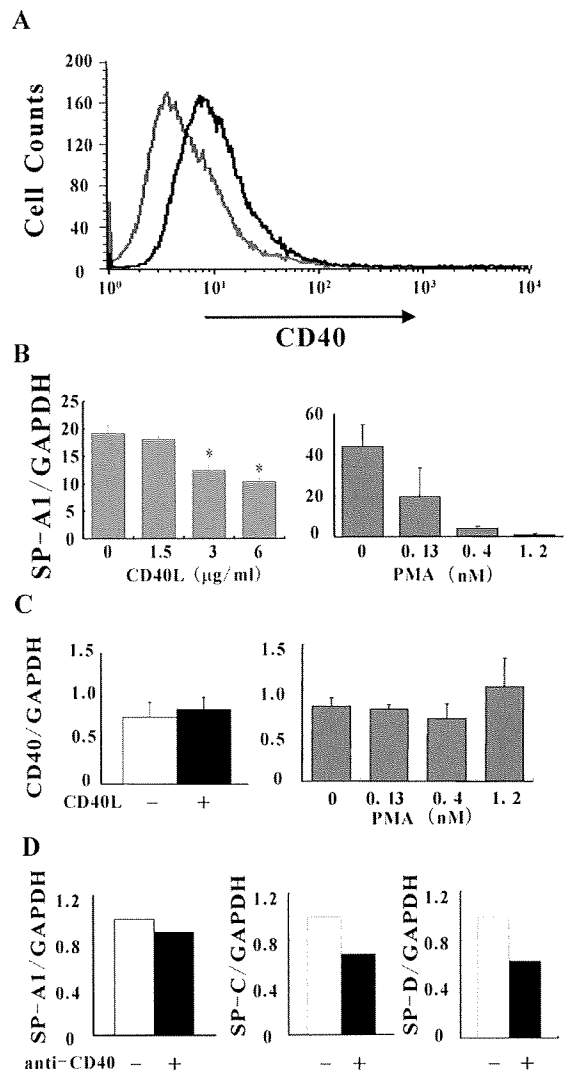 A
Cell Counts
200
160
120
80
40
0
10⁰ 10¹ 10² 10³ 10⁴
CD40
B
SP-A1/GAPDH
25
20
15
10
5
0
* *
0 1.5 3 6
CD40L (μg/ml)
60
40
20
0
0 0.13 0.4 1.2
PMA (nM)
C
CD40/GAPDH
1.5
1.0
0.5
0
CD40L − +
1.5
1.0
0.5
0
0 0.13 0.4 1.2
PMA (nM)
D
SP-A1/GAPDH
1.2
0.8
0.4
0
anti-CD40 − +
SP-C/GAPDH
1.2
0.8
0.4
0
− +
SP-D/GAPDH
1.2
0.8
0.4
0
− +